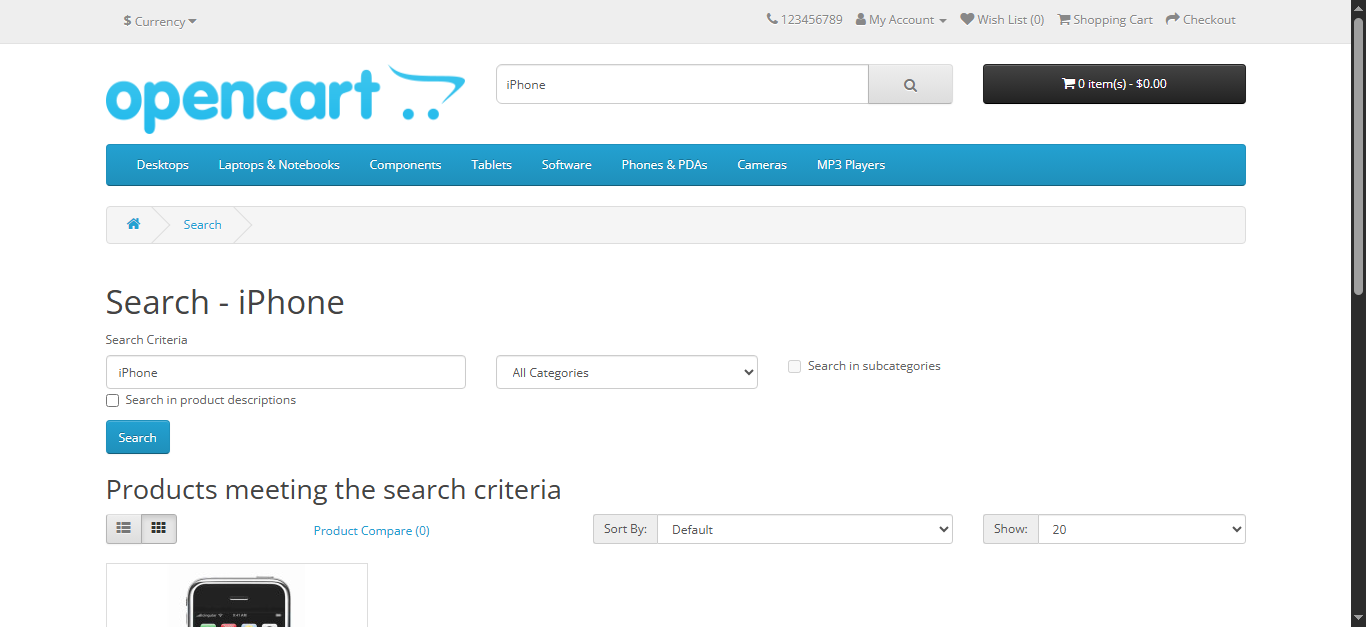 $ Currency
123456789 My Account Wish List (0) Shopping Cart Checkout
opencart
iPhone
0 item(s) - $0.00
Desktops Laptops & Notebooks Components Tablets Software Phones & PDAs Cameras MP3 Players
Search
Search - iPhone
Search Criteria
iPhone
All Categories
Search in subcategories
Search in product descriptions
Search
Products meeting the search criteria
Product Compare (0)
Sort By: Default
Show: 20